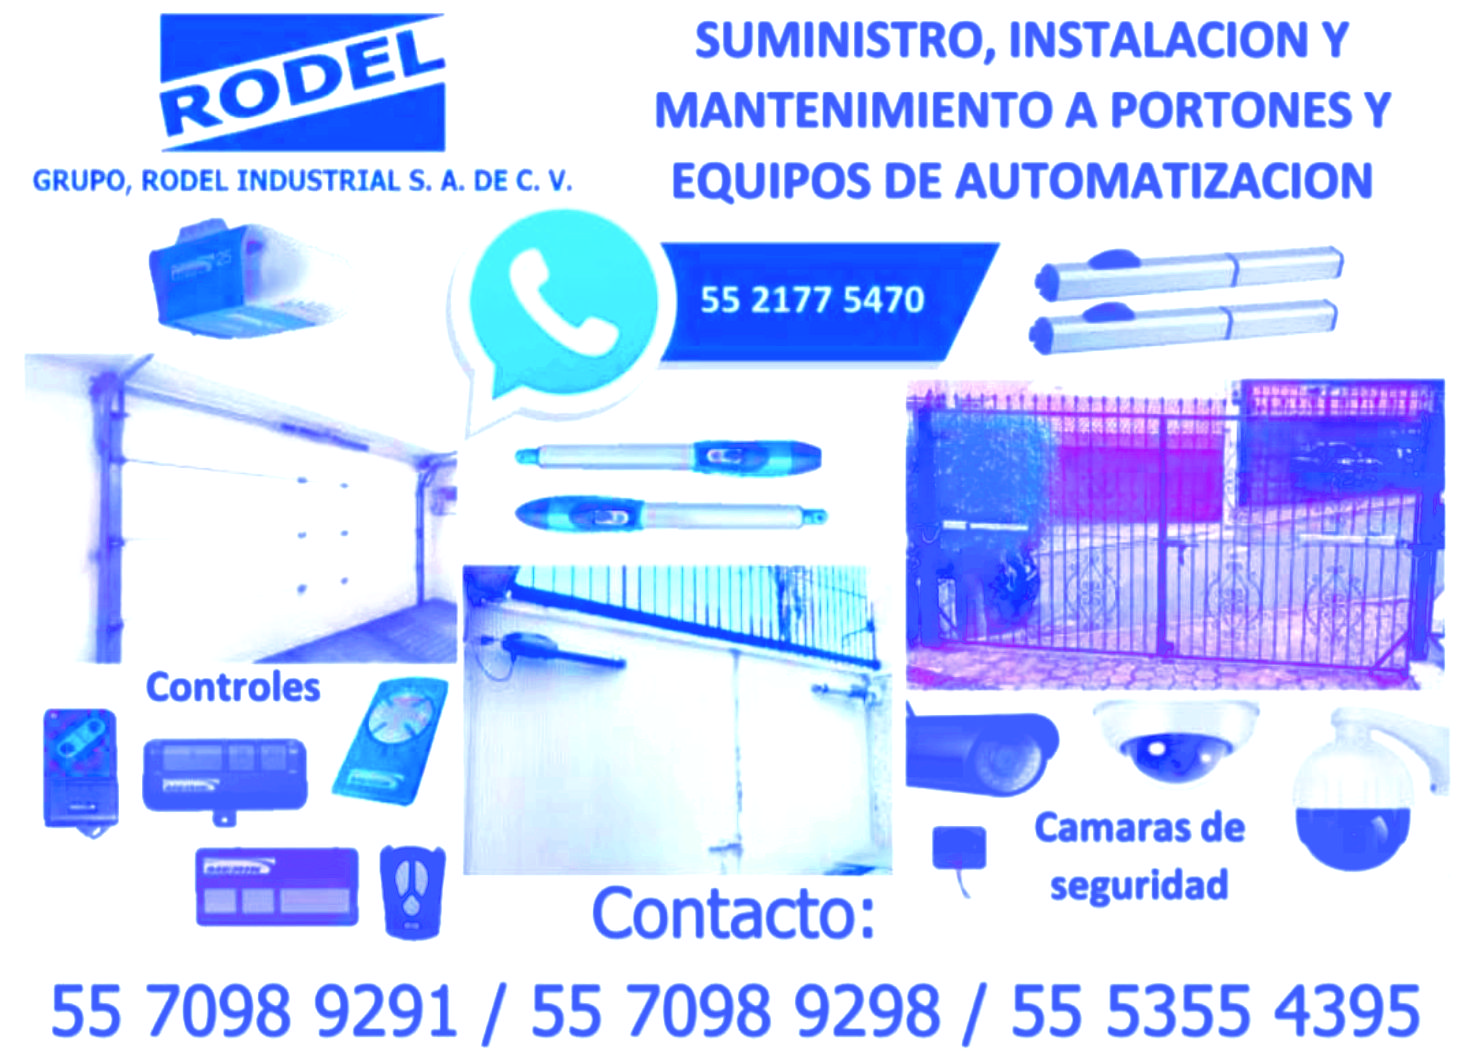 RODEL
GRUPO, RODEL INDUSTRIAL S. A. DE C. V.
SUMINISTRO, INSTALACION Y
MANTENIMIENTO A PORTONES Y
EQUIPOS DE AUTOMATIZACION
55 2177 5470
Controles
Camaras de
seguridad
Contacto:
55 7098 9291 / 55 7098 9298 / 55 5355 4395